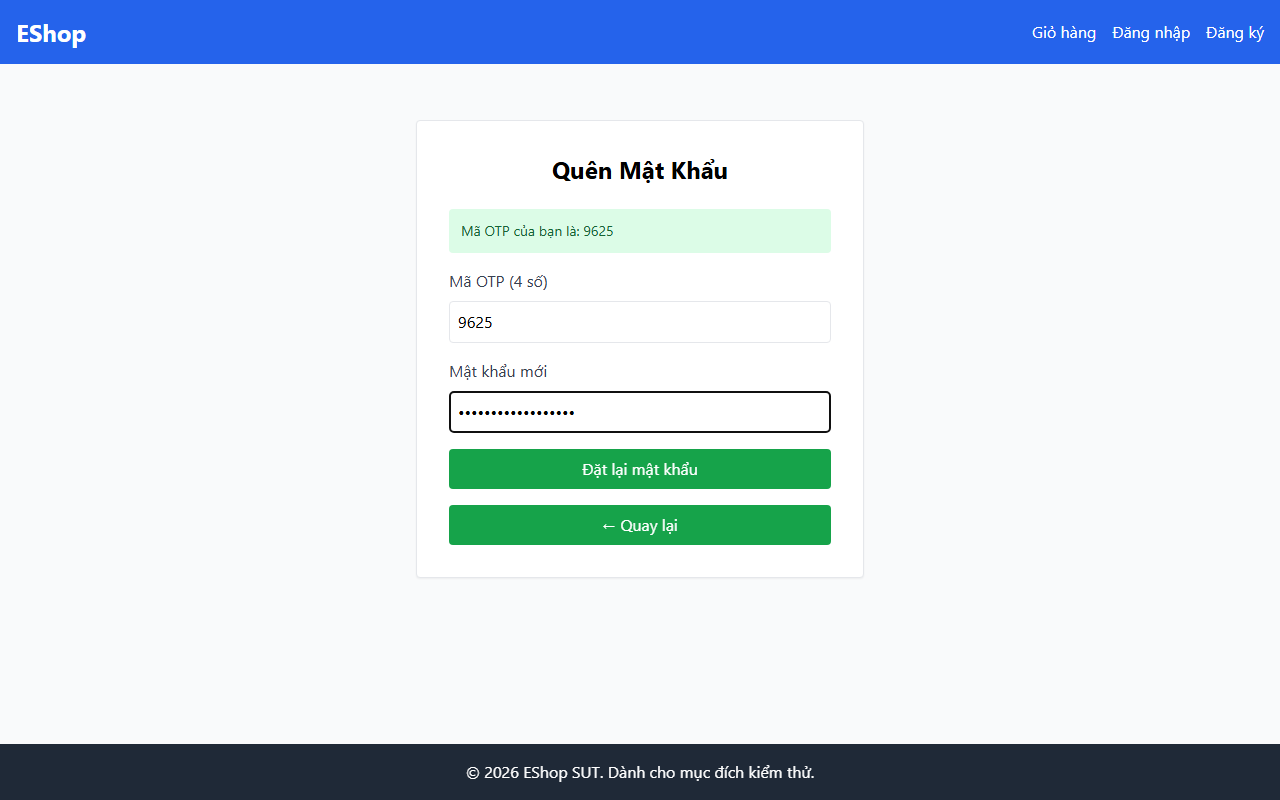 EShop
Giỏ hàng Đăng nhập Đăng ký
Quên Mật Khẩu
Mã OTP của bạn là: 9625
Mã OTP (4 số)
9625
Mật khẩu mới
••••••••••••••••••
Đặt lại mật khẩu
← Quay lại
© 2026 EShop SUT. Dành cho mục đích kiểm thử.